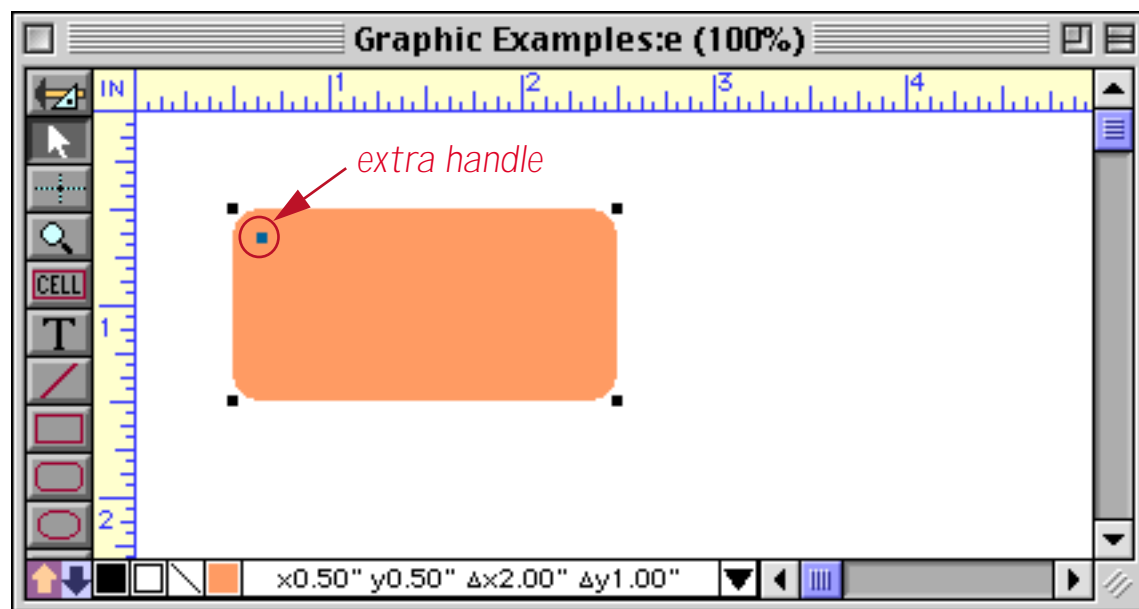 Graphic Examples:e (100%)
IN 1 2 3 4
extra handle
CELL
T
1
2
x0.50" y0.50" Δx2.00" Δy1.00"